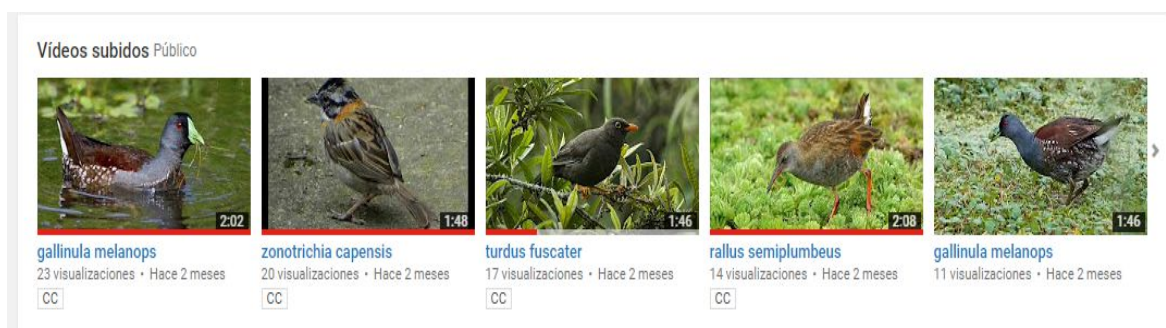 Vídeos subidos Público
2:02
1:48
1:46
2:08
1:46
gallinula melanops
23 visualizaciones • Hace 2 meses
CC
zonotrichia capensis
20 visualizaciones • Hace 2 meses
CC
turdus fuscater
17 visualizaciones • Hace 2 meses
CC
rallus semiplumbeus
14 visualizaciones • Hace 2 meses
CC
gallinula melanops
11 visualizaciones • Hace 2 meses